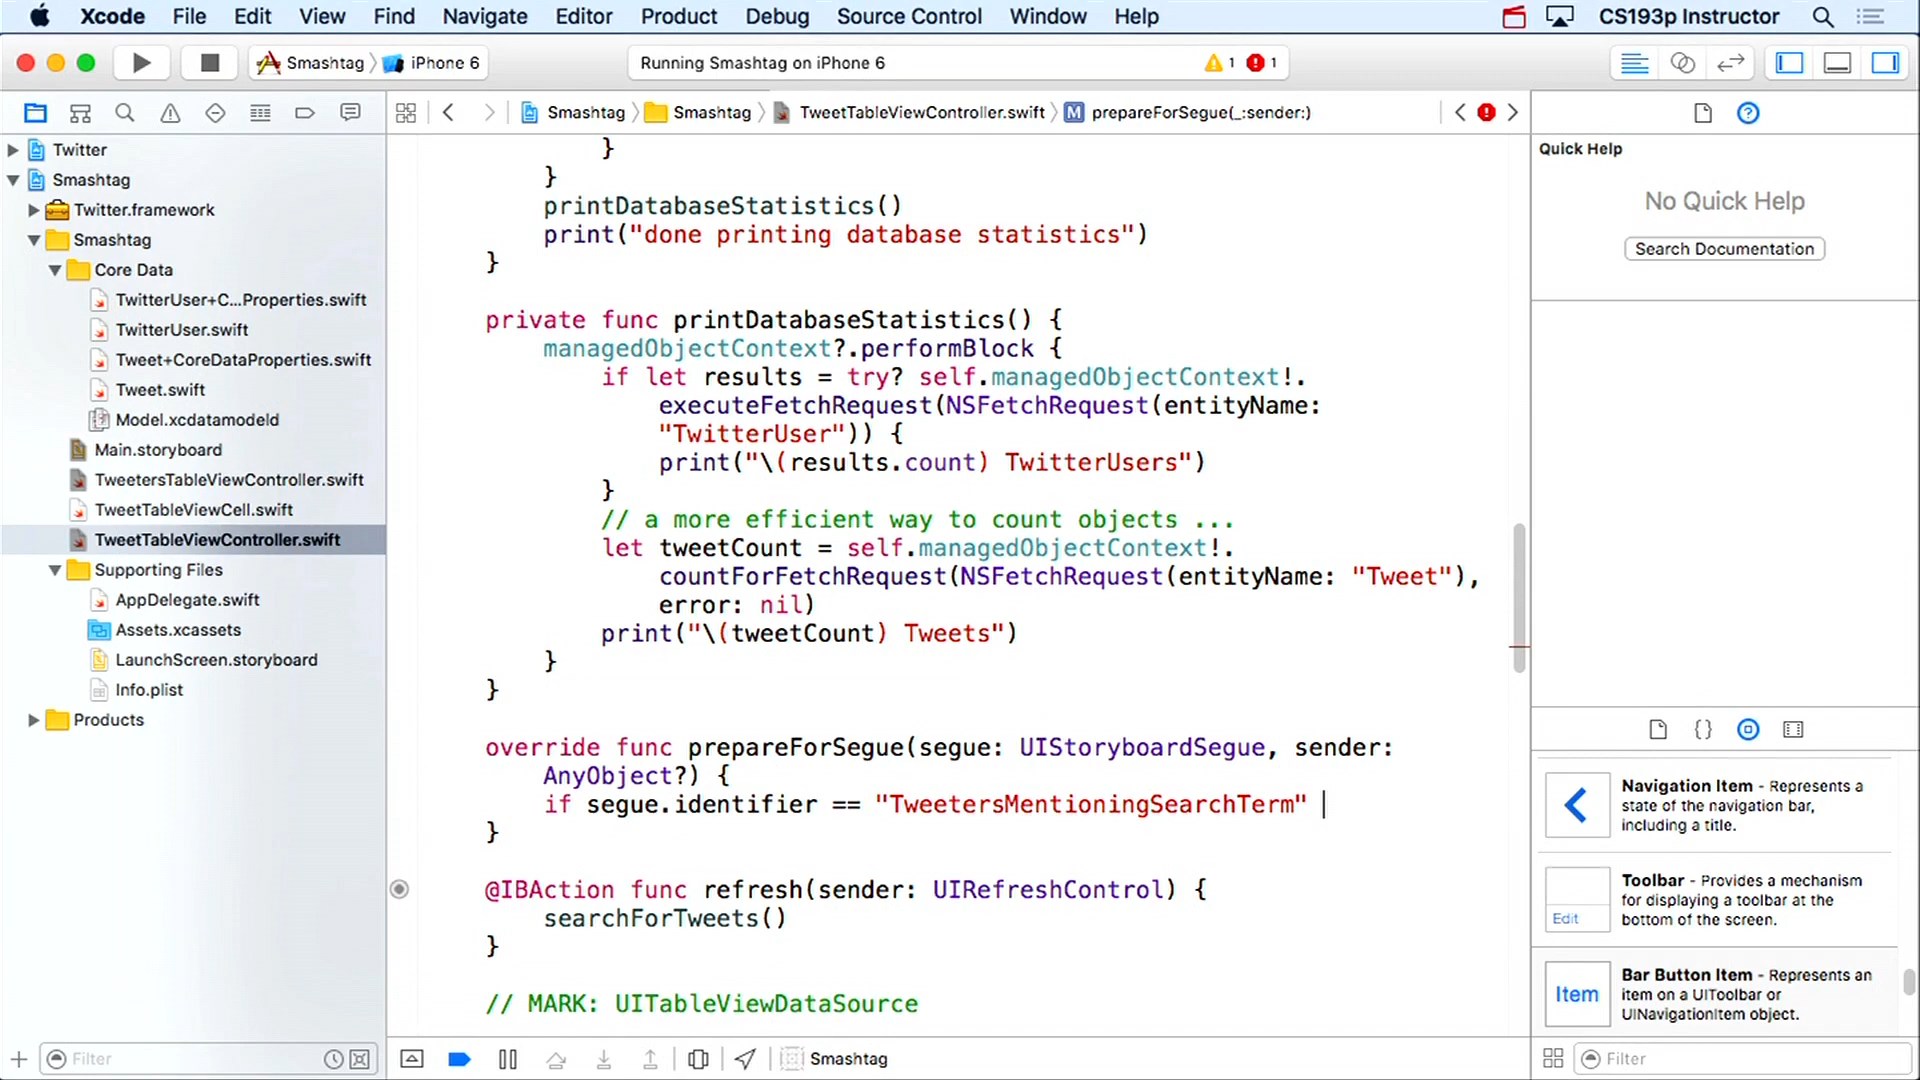 Xcode File Edit View Find Navigate Editor Product Debug Source Control Window Help CS193p Instructor
Smashtag iPhone 6 Running Smashtag on iPhone 6 1 1
Smashtag Smashtag TweetTableViewController.swift M prepareForSegue(_:sender:)
Twitter
Smashtag
Twitter.framework
Smashtag
Core Data
TwitterUser+C...Properties.swift
TwitterUser.swift
Tweet+CoreDataProperties.swift
Tweet.swift
Model.xcdatamodeld
Main.storyboard
TweetersTableViewController.swift
TweetTableViewCell.swift
TweetTableViewController.swift
Supporting Files
AppDelegate.swift
Assets.xcassets
LaunchScreen.storyboard
Info.plist
Products
Filter
}
}
printDatabaseStatistics()
print("done printing database statistics")
}
private func printDatabaseStatistics() {
managedObjectContext?.performBlock {
if let results = try? self.managedObjectContext!.
executeFetchRequest(NSFetchRequest(entityName:
"TwitterUser")) {
print("\(results.count) TwitterUsers")
}
// a more efficient way to count objects ...
let tweetCount = self.managedObjectContext!.
countForFetchRequest(NSFetchRequest(entityName: "Tweet"),
error: nil)
print("\(tweetCount) Tweets")
}
}
override func prepareForSegue(segue: UIStoryboardSegue, sender:
AnyObject?) {
if segue.identifier == "TweetersMentioningSearchTerm"
}
@IBAction func refresh(sender: UIRefreshControl) {
searchForTweets()
}
// MARK: UITableViewDataSource
Smashtag
Quick Help
No Quick Help
Search Documentation
{}
Navigation Item - Represents a
state of the navigation bar,
including a title.
Edit
Toolbar - Provides a mechanism
for displaying a toolbar at the
bottom of the screen.
Item
Bar Button Item - Represents an
item on a UIToolbar or
UINavigationItem object.
Filter